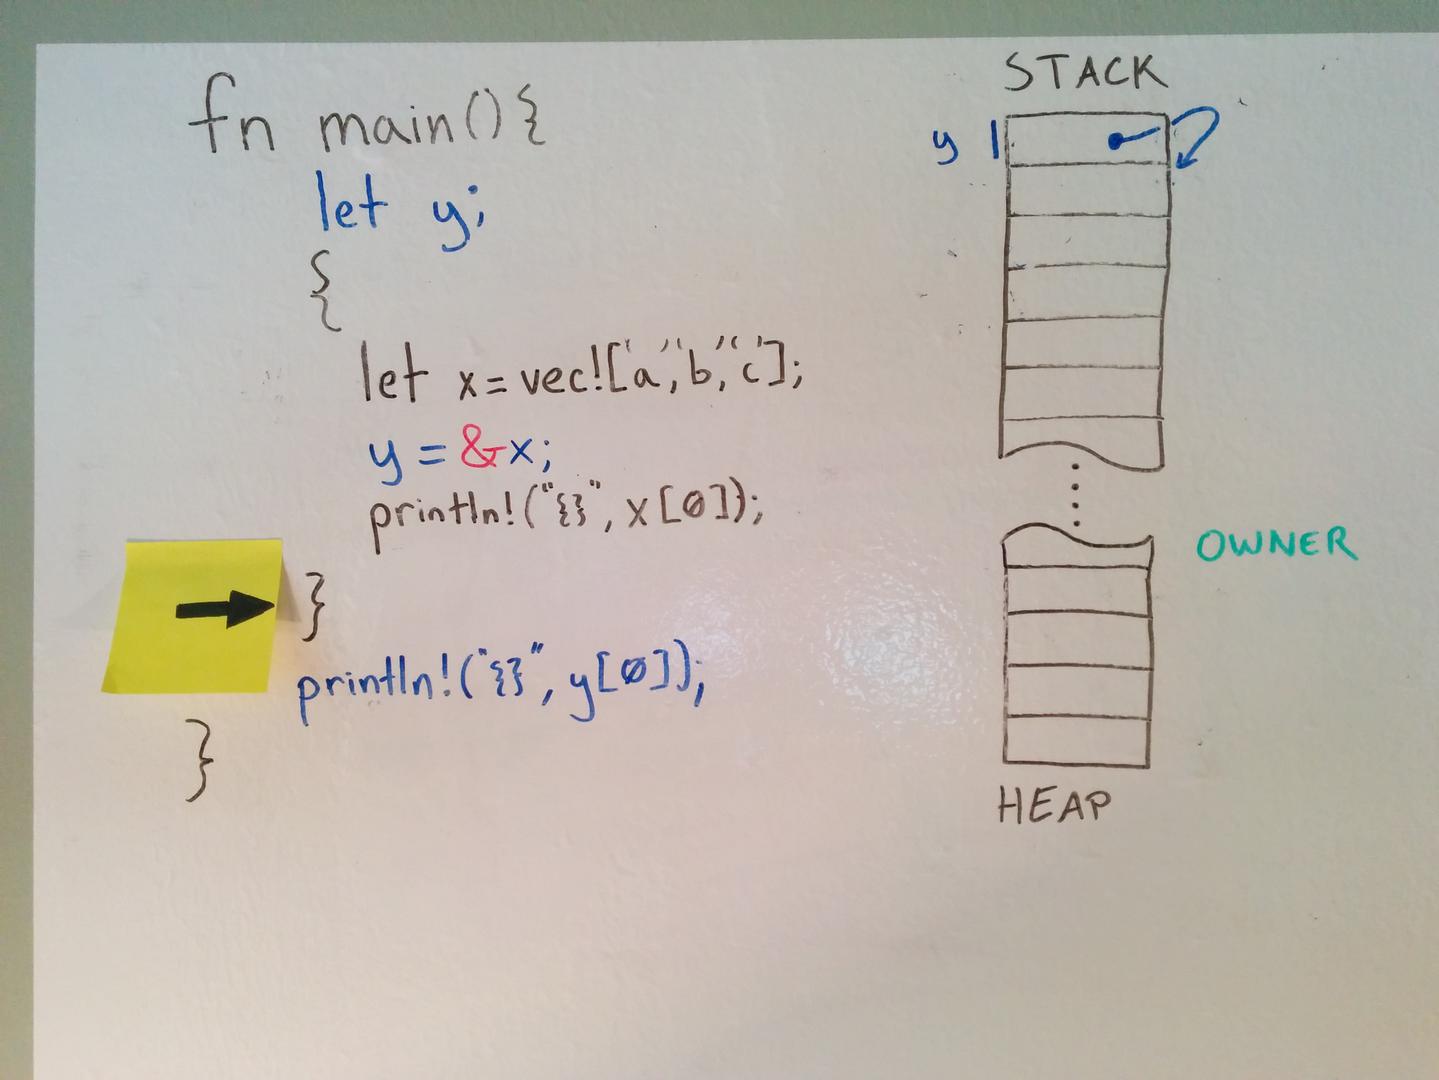 fn main(){
let y;
{
let x=vec!['a','b','c'];
y = &x;
println!("{}", x[0]);
}
println!("{}", y[0]);
}
STACK
y
OWNER
HEAP